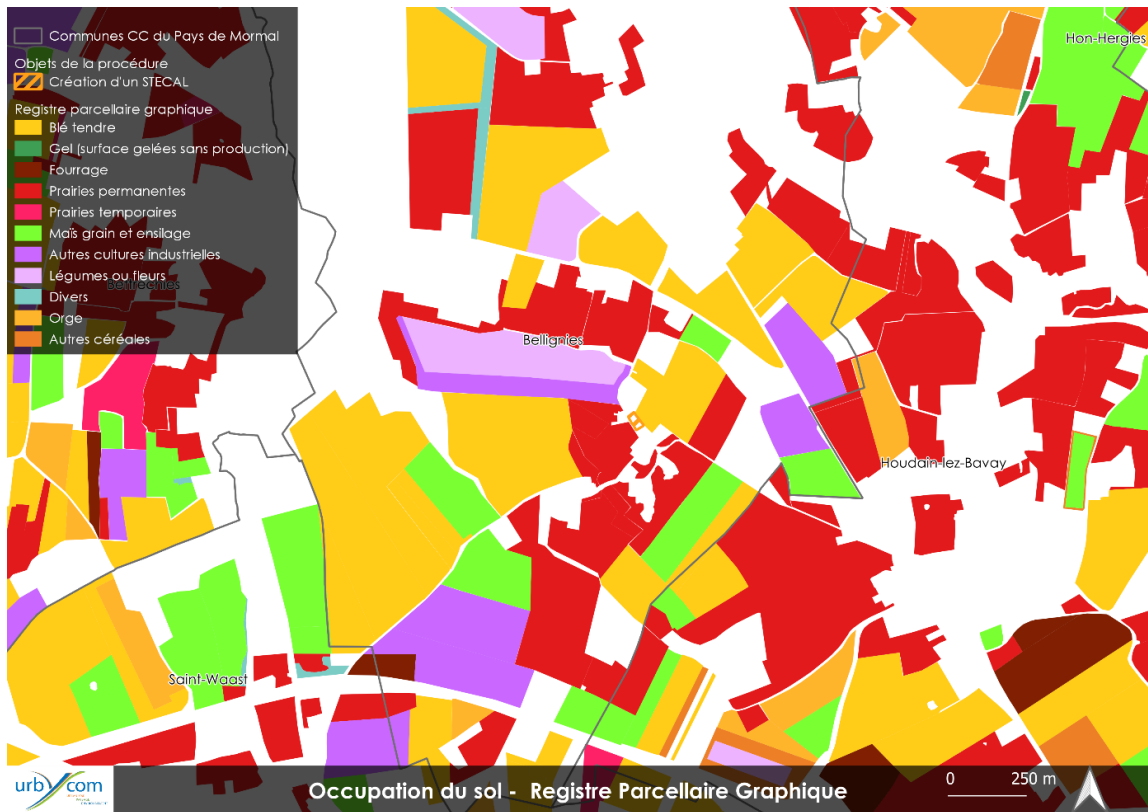 Communes CC du Pays de Mormal
Objets de la procédure
Création d'un STECAL
Registre parcellaire graphique
Blé tendre
Gel (surface gelées sans production)
Fourrage
Prairies permanentes
Prairies temporaires
Maïs grain et ensilage
Autres cultures industrielles
Légumes ou fleurs
Divers
Orge
Autres céréales
Hon-Hergies
Bettrechies
Bellignies
Houdain-lez-Bavay
Saint-Waast
urbycom
Occupation du sol - Registre Parcellaire Graphique
0 250 m